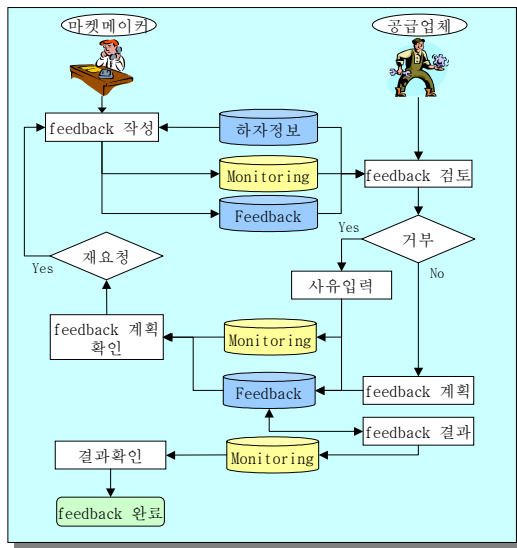 마켓메이커
공급업체
feedback 작성
하자정보
Monitoring
feedback 검토
Feedback
Yes
거부
재요청
Yes
No
사유입력
feedback 계획
확인
Monitoring
Feedback
feedback 계획
feedback 결과
결과확인
Monitoring
feedback 완료